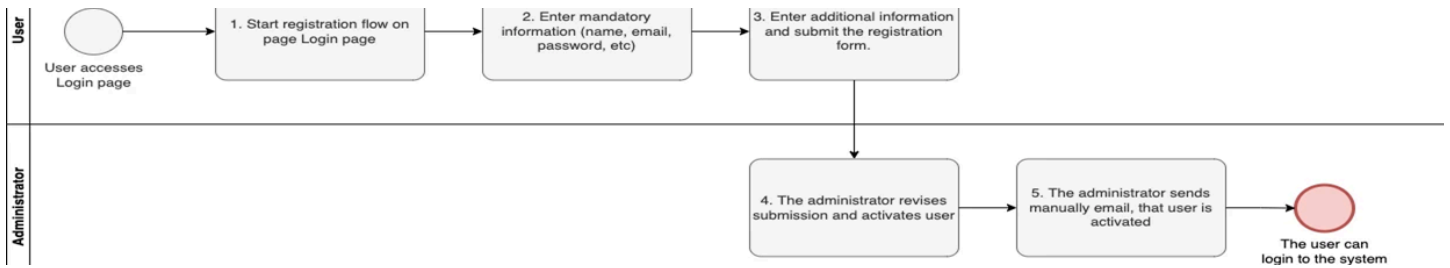 User
User accesses
Login page
1. Start registration flow on
page Login page
2. Enter mandatory
information (name, email,
password, etc)
3. Enter additional information
and submit the registration
form.
Administrator
4. The administrator revises
submission and activates user
5. The administrator sends
manually email, that user is
activated
The user can
login to the system